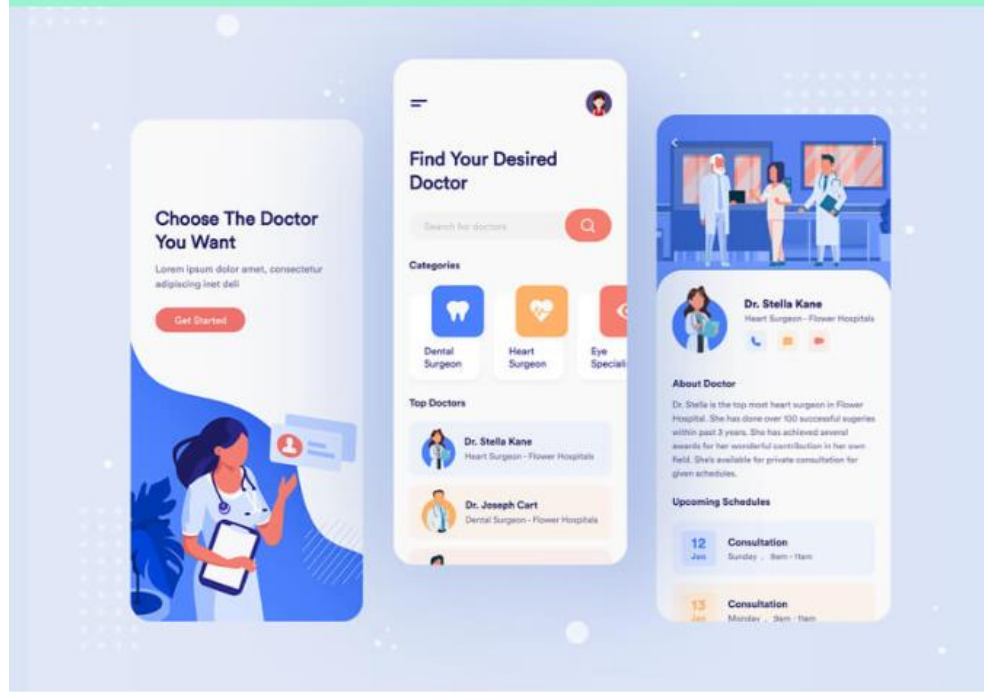 Choose The Doctor
You Want
Lorem ipsum dolor amet, consectetur
adipiscing inet deli
Get Started
Find Your Desired
Doctor
Search for doctors
Categories
Dental
Surgeon
Heart
Surgeon
Eye
Speciali
Top Doctors
Dr. Stella Kane
Heart Surgeon - Flower Hospitals
Dr. Joseph Cart
Dental Surgeon - Flower Hospitals
Dr. Stella Kane
Heart Surgeon - Flower Hospitals
About Doctor
Dr. Stella is the top most heart surgeon in Flower
Hospital. She has done over 100 successful sugeries
within past 3 years. She has achieved several
awards for her wonderful contribution in her own
field. She's available for private consultation for
given schedules.
Upcoming Schedules
12
Jan
Consultation
Sunday . 9am - 11am
13
Jan
Consultation
Monday . 9am - 11am